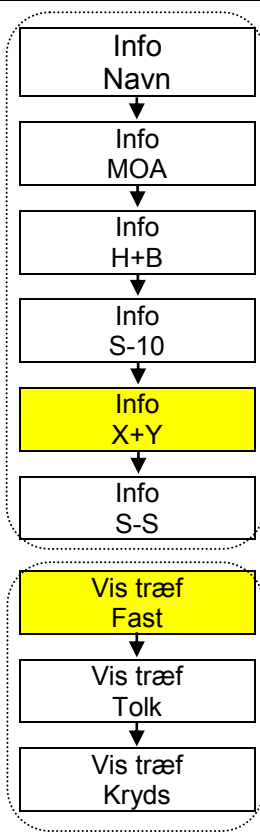 Info
Navn
Info
MOA
Info
H+B
Info
S-10
Info
X+Y
Info
S-S
Vis træf
Fast
Vis træf
Tolk
Vis træf
Kryds